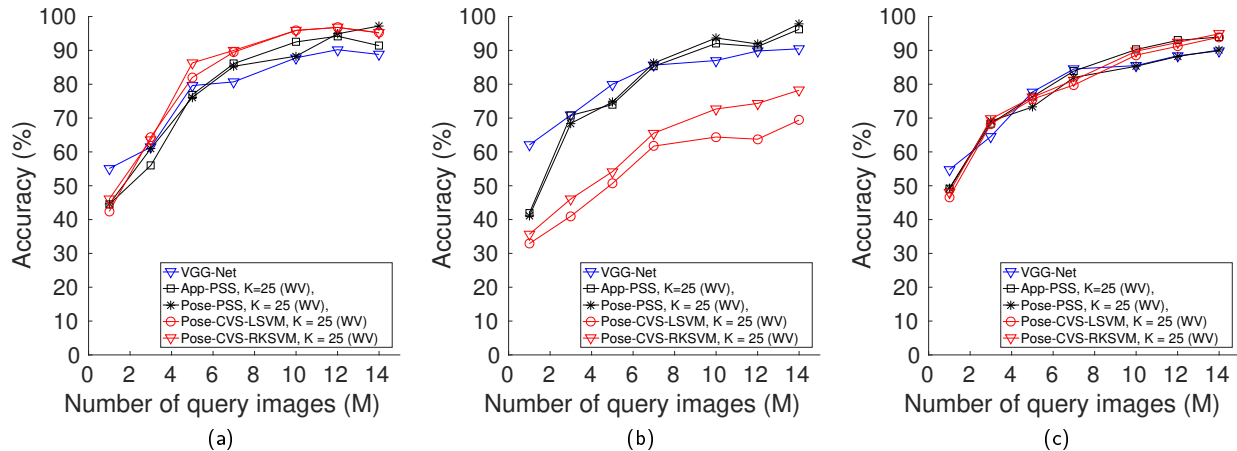 100
90
80
70
60
50
40
30
20
10
0
Accuracy (%)
VGG-Net
App-PSS, K=25 (WV),
Pose-PSS, K = 25 (WV),
Pose-CVS-LSVM, K = 25 (WV)
Pose-CVS-RKSVM, K = 25 (WV)
0 2 4 6 8 10 12 14
Number of query images (M)
(a)
100
90
80
70
60
50
40
30
20
10
0
Accuracy (%)
VGG-Net
App-PSS, K=25 (WV),
Pose-PSS, K = 25 (WV),
Pose-CVS-LSVM, K = 25 (WV)
Pose-CVS-RKSVM, K = 25 (WV)
0 2 4 6 8 10 12 14
Number of query images (M)
(b)
100
90
80
70
60
50
40
30
20
10
0
Accuracy (%)
VGG-Net
App-PSS, K=25 (WV),
Pose-PSS, K = 25 (WV),
Pose-CVS-LSVM, K = 25 (WV)
Pose-CVS-RKSVM, K = 25 (WV)
0 2 4 6 8 10 12 14
Number of query images (M)
(c)